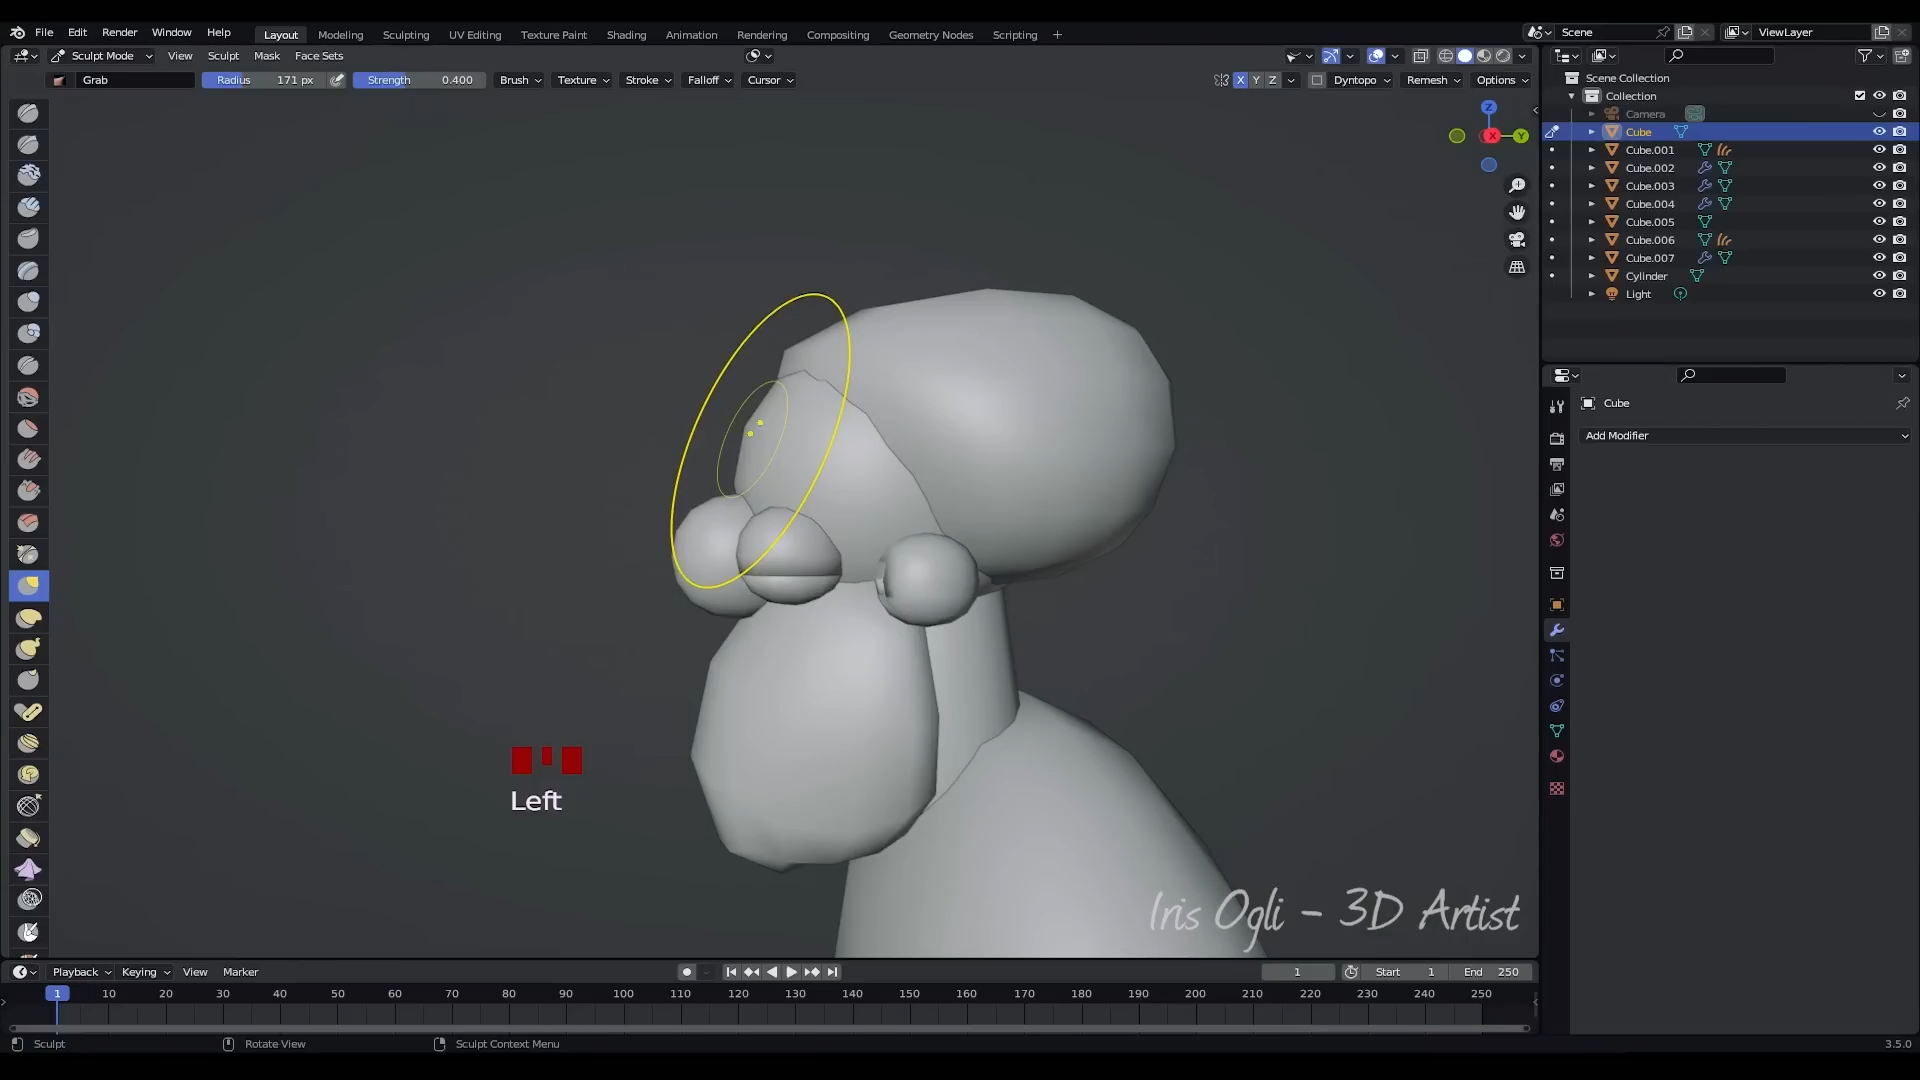 File Edit Render Window Help Layout Modeling Sculpting UV Editing Texture Paint Shading Animation Rendering Compositing Geometry Nodes Scripting + Scene ViewLayer
Sculpt Mode View Sculpt Mask Face Sets
Grab Radius 171 px Strength 0.400 Brush Texture Stroke Falloff Cursor X Y Z Dyntopo Remesh Options
Scene Collection
Collection
Camera
Cube
Cube.001
Cube.002
Cube.003
Cube.004
Cube.005
Cube.006
Cube.007
Cylinder
Light
Z
X
Y
Cube
Add Modifier
Left
Iris Ogli - 3D Artist
Playback Keying View Marker 1 Start 1 End 250
1 10 20 30 40 50 60 70 80 90 100 110 120 130 140 150 160 170 180 190 200 210 220 230 240 250
Sculpt Rotate View Sculpt Context Menu 3.5.0